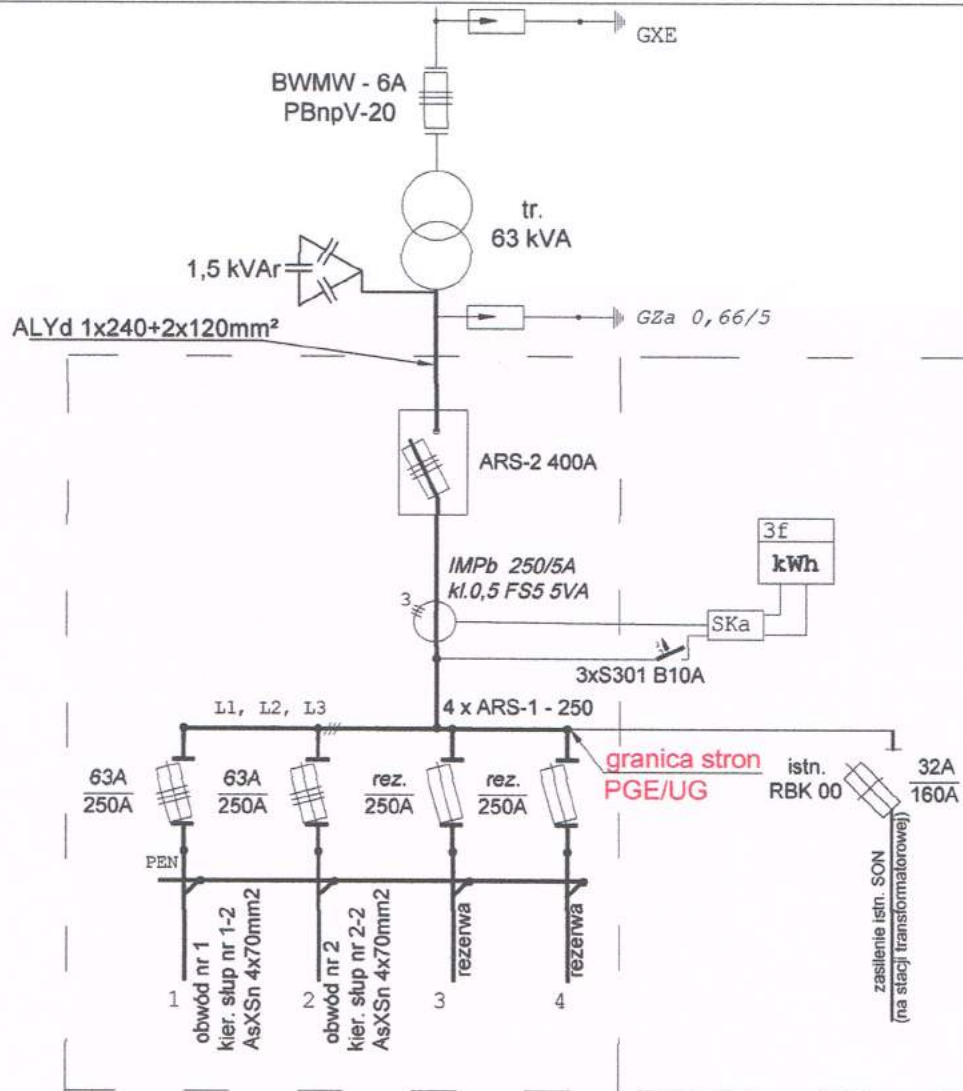 GXE
BWMW - 6A
PBnpV-20
tr.
63 kVA
1,5 kVAr
GZa 0,66/5
ALYd 1x240+2x120mm²
ARS-2 400A
3f
kWh
IMPb 250/5A
kl.0,5 FS5 5VA
3
SKa
3xS301 B10A
L1, L2, L3
4 x ARS-1 - 250
granica stron
PGE/UG
63A
250A
63A
250A
rez.
250A
rez.
250A
istn.
RBK 00
32A
160A
PEN
obwód nr 1
kier. słup nr 1-2
AsXSn 4x70mm2
obwód nr 2
kier. słup nr 2-2
AsXSn 4x70mm2
rezerwa
rezerwa
zasilenie istn. SON
(na stacji transformatorowej)
1
2
3
4